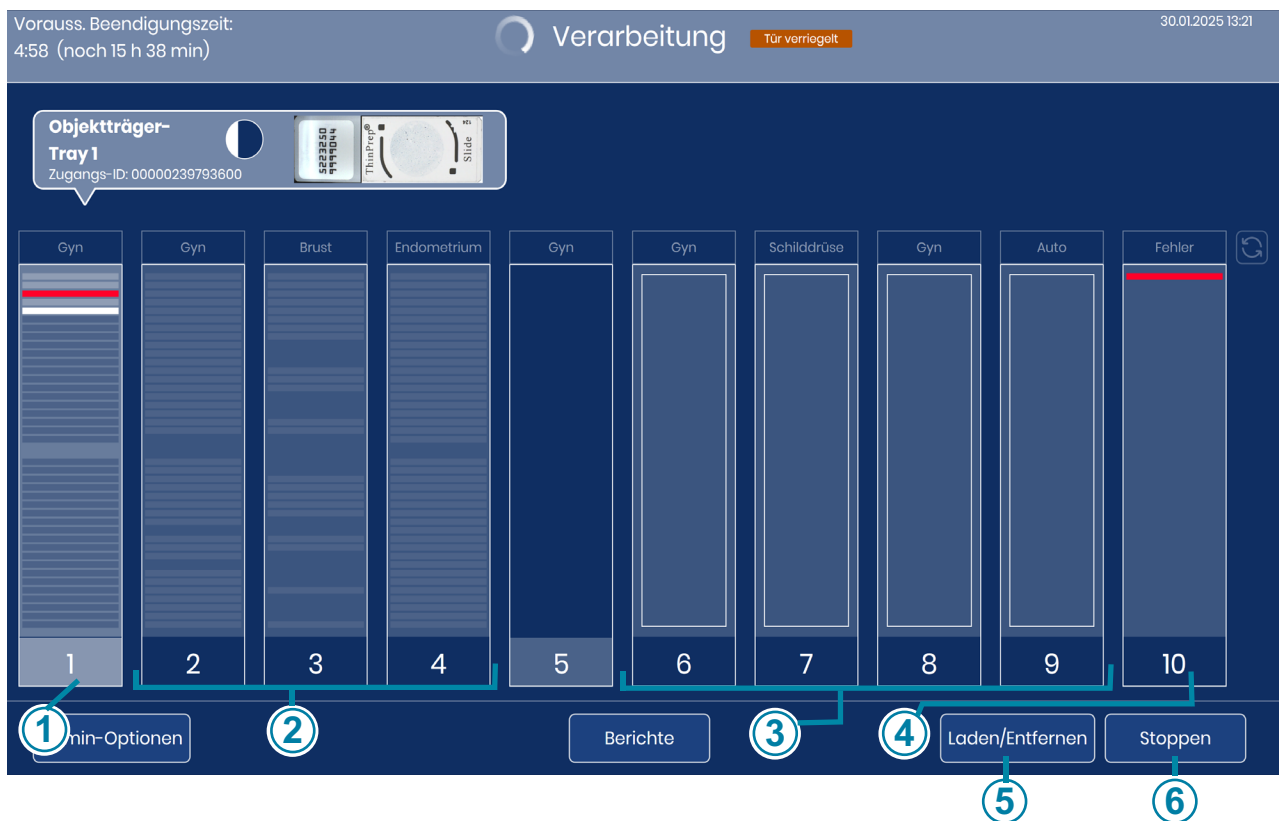 Vorauss. Beendigungszeit:
4:58 (noch 15 h 38 min)
Verarbeitung
Tür verriegelt
30.01.2025 13:21
Objektträger-
Tray 1
Zugangs-ID: 00000239793600
5223250
9999044
ThinPrep®
Slide
Gyn
Gyn
Brust
Endometrium
Gyn
Gyn
Schilddrüse
Gyn
Auto
Fehler
1
2
3
4
5
6
7
8
9
10
1
2
3
4
min-Optionen
Berichte
Laden/Entfernen
Stoppen
5
6